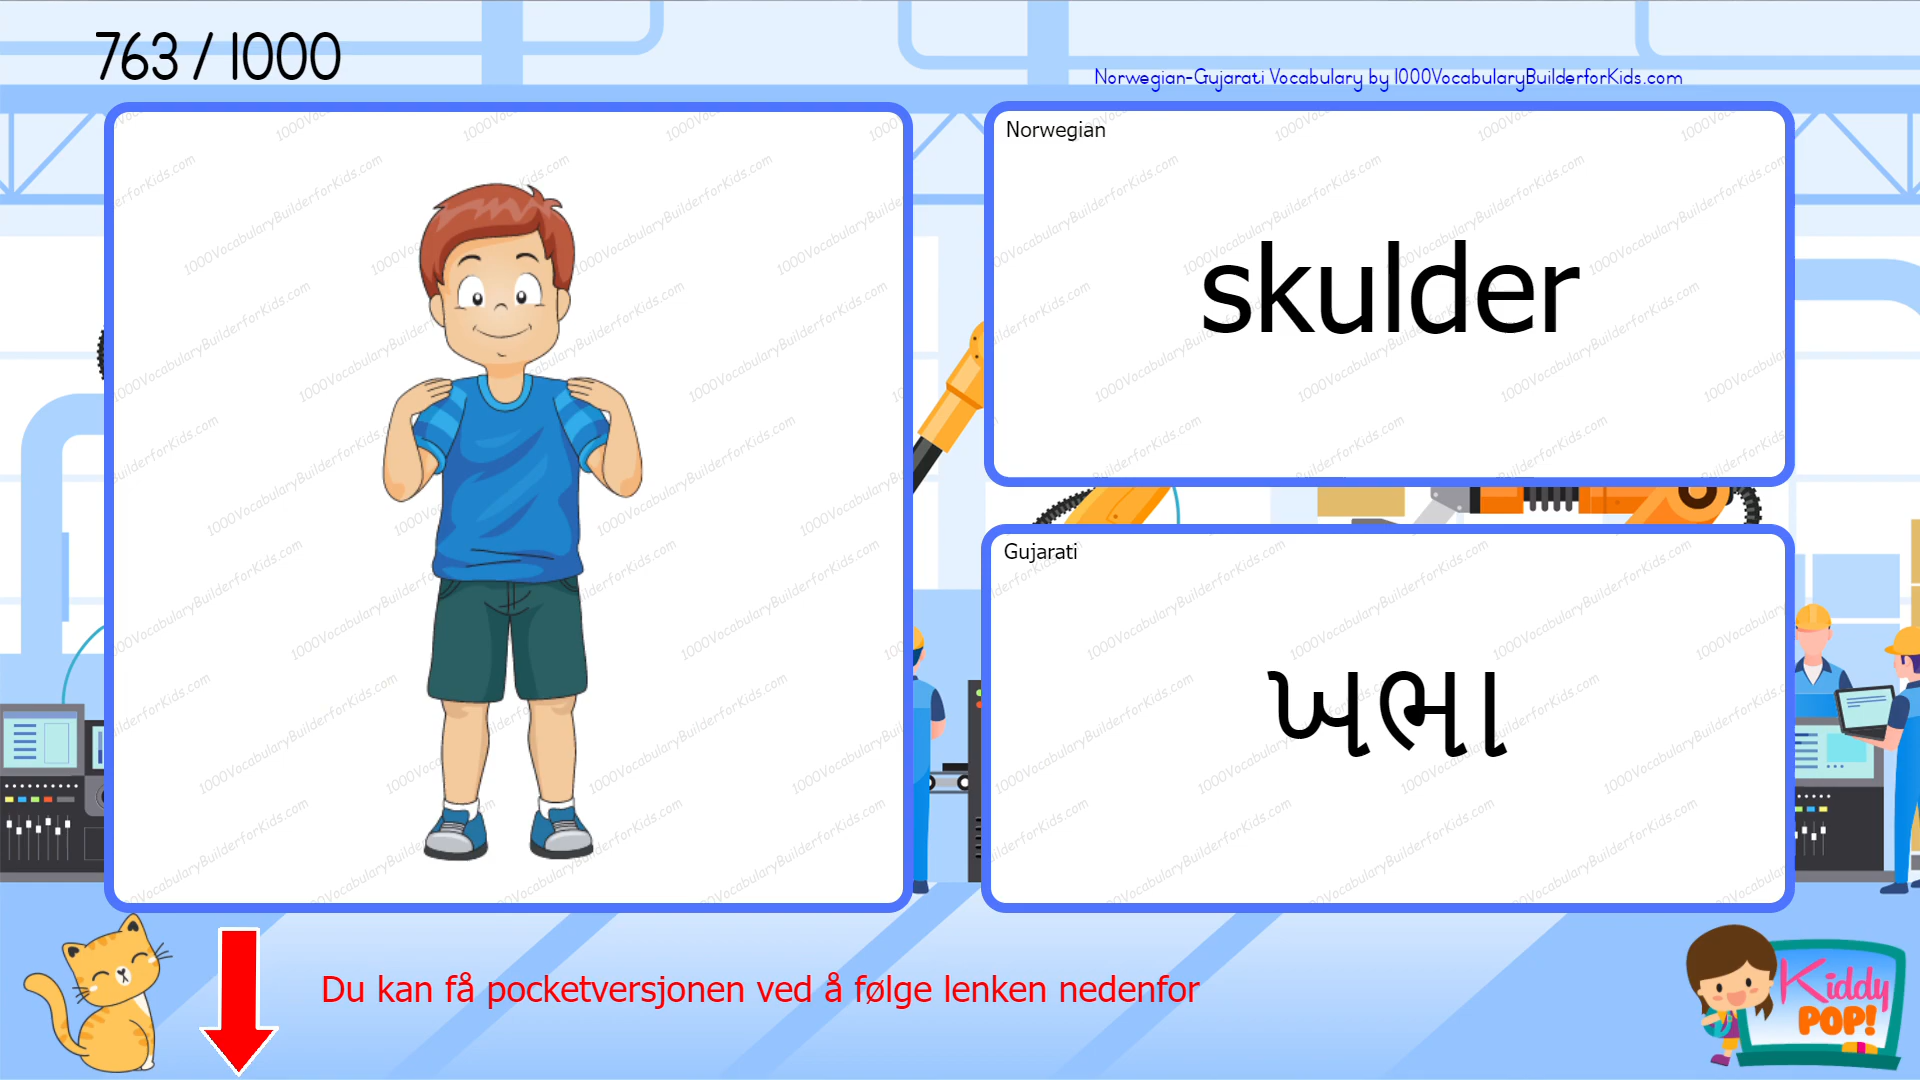 763 / 1000
Norwegian-Gujarati Vocabulary by 1000VocabularyBuilderforKids.com
Norwegian
skulder
Gujarati
ખભા
Du kan få pocketversjonen ved å følge lenken nedenfor
Kiddy
POP!